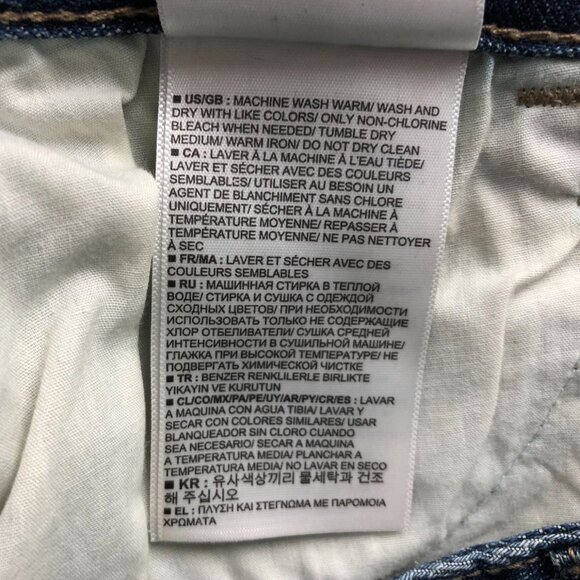 ■ US/GB : MACHINE WASH WARM/ WASH AND
DRY WITH LIKE COLORS/ ONLY NON-CHLORINE
BLEACH WHEN NEEDED/ TUMBLE DRY
MEDIUM/ WARM IRON/ DO NOT DRY CLEAN
■ CA : LAVER À LA MACHINE À L'EAU TIÈDE/
LAVER ET SÉCHER AVEC DES COULEURS
SEMBLABLES/ UTILISER AU BESOIN UN
AGENT DE BLANCHIMENT SANS CHLORE
UNIQUEMENT/ SÉCHER À LA MACHINE À
TEMPÉRATURE MOYENNE/ REPASSER À
TEMPÉRATURE MOYENNE/ NE PAS NETTOYER
À SEC
■ FR/MA : LAVER ET SÉCHER AVEC DES
COULEURS SEMBLABLES
■ RU : МАШИННАЯ СТИРКА В ТЕПЛОЙ
ВОДЕ/ СТИРКА И СУШКА С ОДЕЖДОЙ
СХОДНЫХ ЦВЕТОВ/ ПРИ НЕОБХОДИМОСТИ
ИСПОЛЬЗОВАТЬ ТОЛЬКО НЕ СОДЕРЖАЩИЕ
ХЛОР ОТБЕЛИВАТЕЛИ/ СУШКА СРЕДНЕЙ
ИНТЕНСИВНОСТИ В СУШИЛЬНОЙ МАШИНЕ/
ГЛАЖКА ПРИ ВЫСОКОЙ ТЕМПЕРАТУРЕ/ НЕ
ПОДВЕРГАТЬ ХИМИЧЕСКОЙ ЧИСТКЕ
■ TR : BENZER RENKLILERLE BIRLIKTE
YIKAYIN VE KURUTUN
■ CL/CO/MX/PA/PE/UY/AR/PY/CR/ES : LAVAR
A MAQUINA CON AGUA TIBIA/ LAVAR Y
SECAR CON COLORES SIMILARES/ USAR
BLANQUEADOR SIN CLORO CUANDO
SEA NECESARIO/ SECAR A MAQUINA
A TEMPERATURA MEDIA/ PLANCHAR A
TEMPERATURA MEDIA/ NO LAVAR EN SECO
■ KR : 유사색상끼리 물세탁과 건조
해 주십시오
■ EL : ΠΛΥΣΗ ΚΑΙ ΣΤΕΓΝΩΜΑ ΜΕ ΠΑΡΟΜΟΙΑ
ΧΡΩΜΑΤΑ